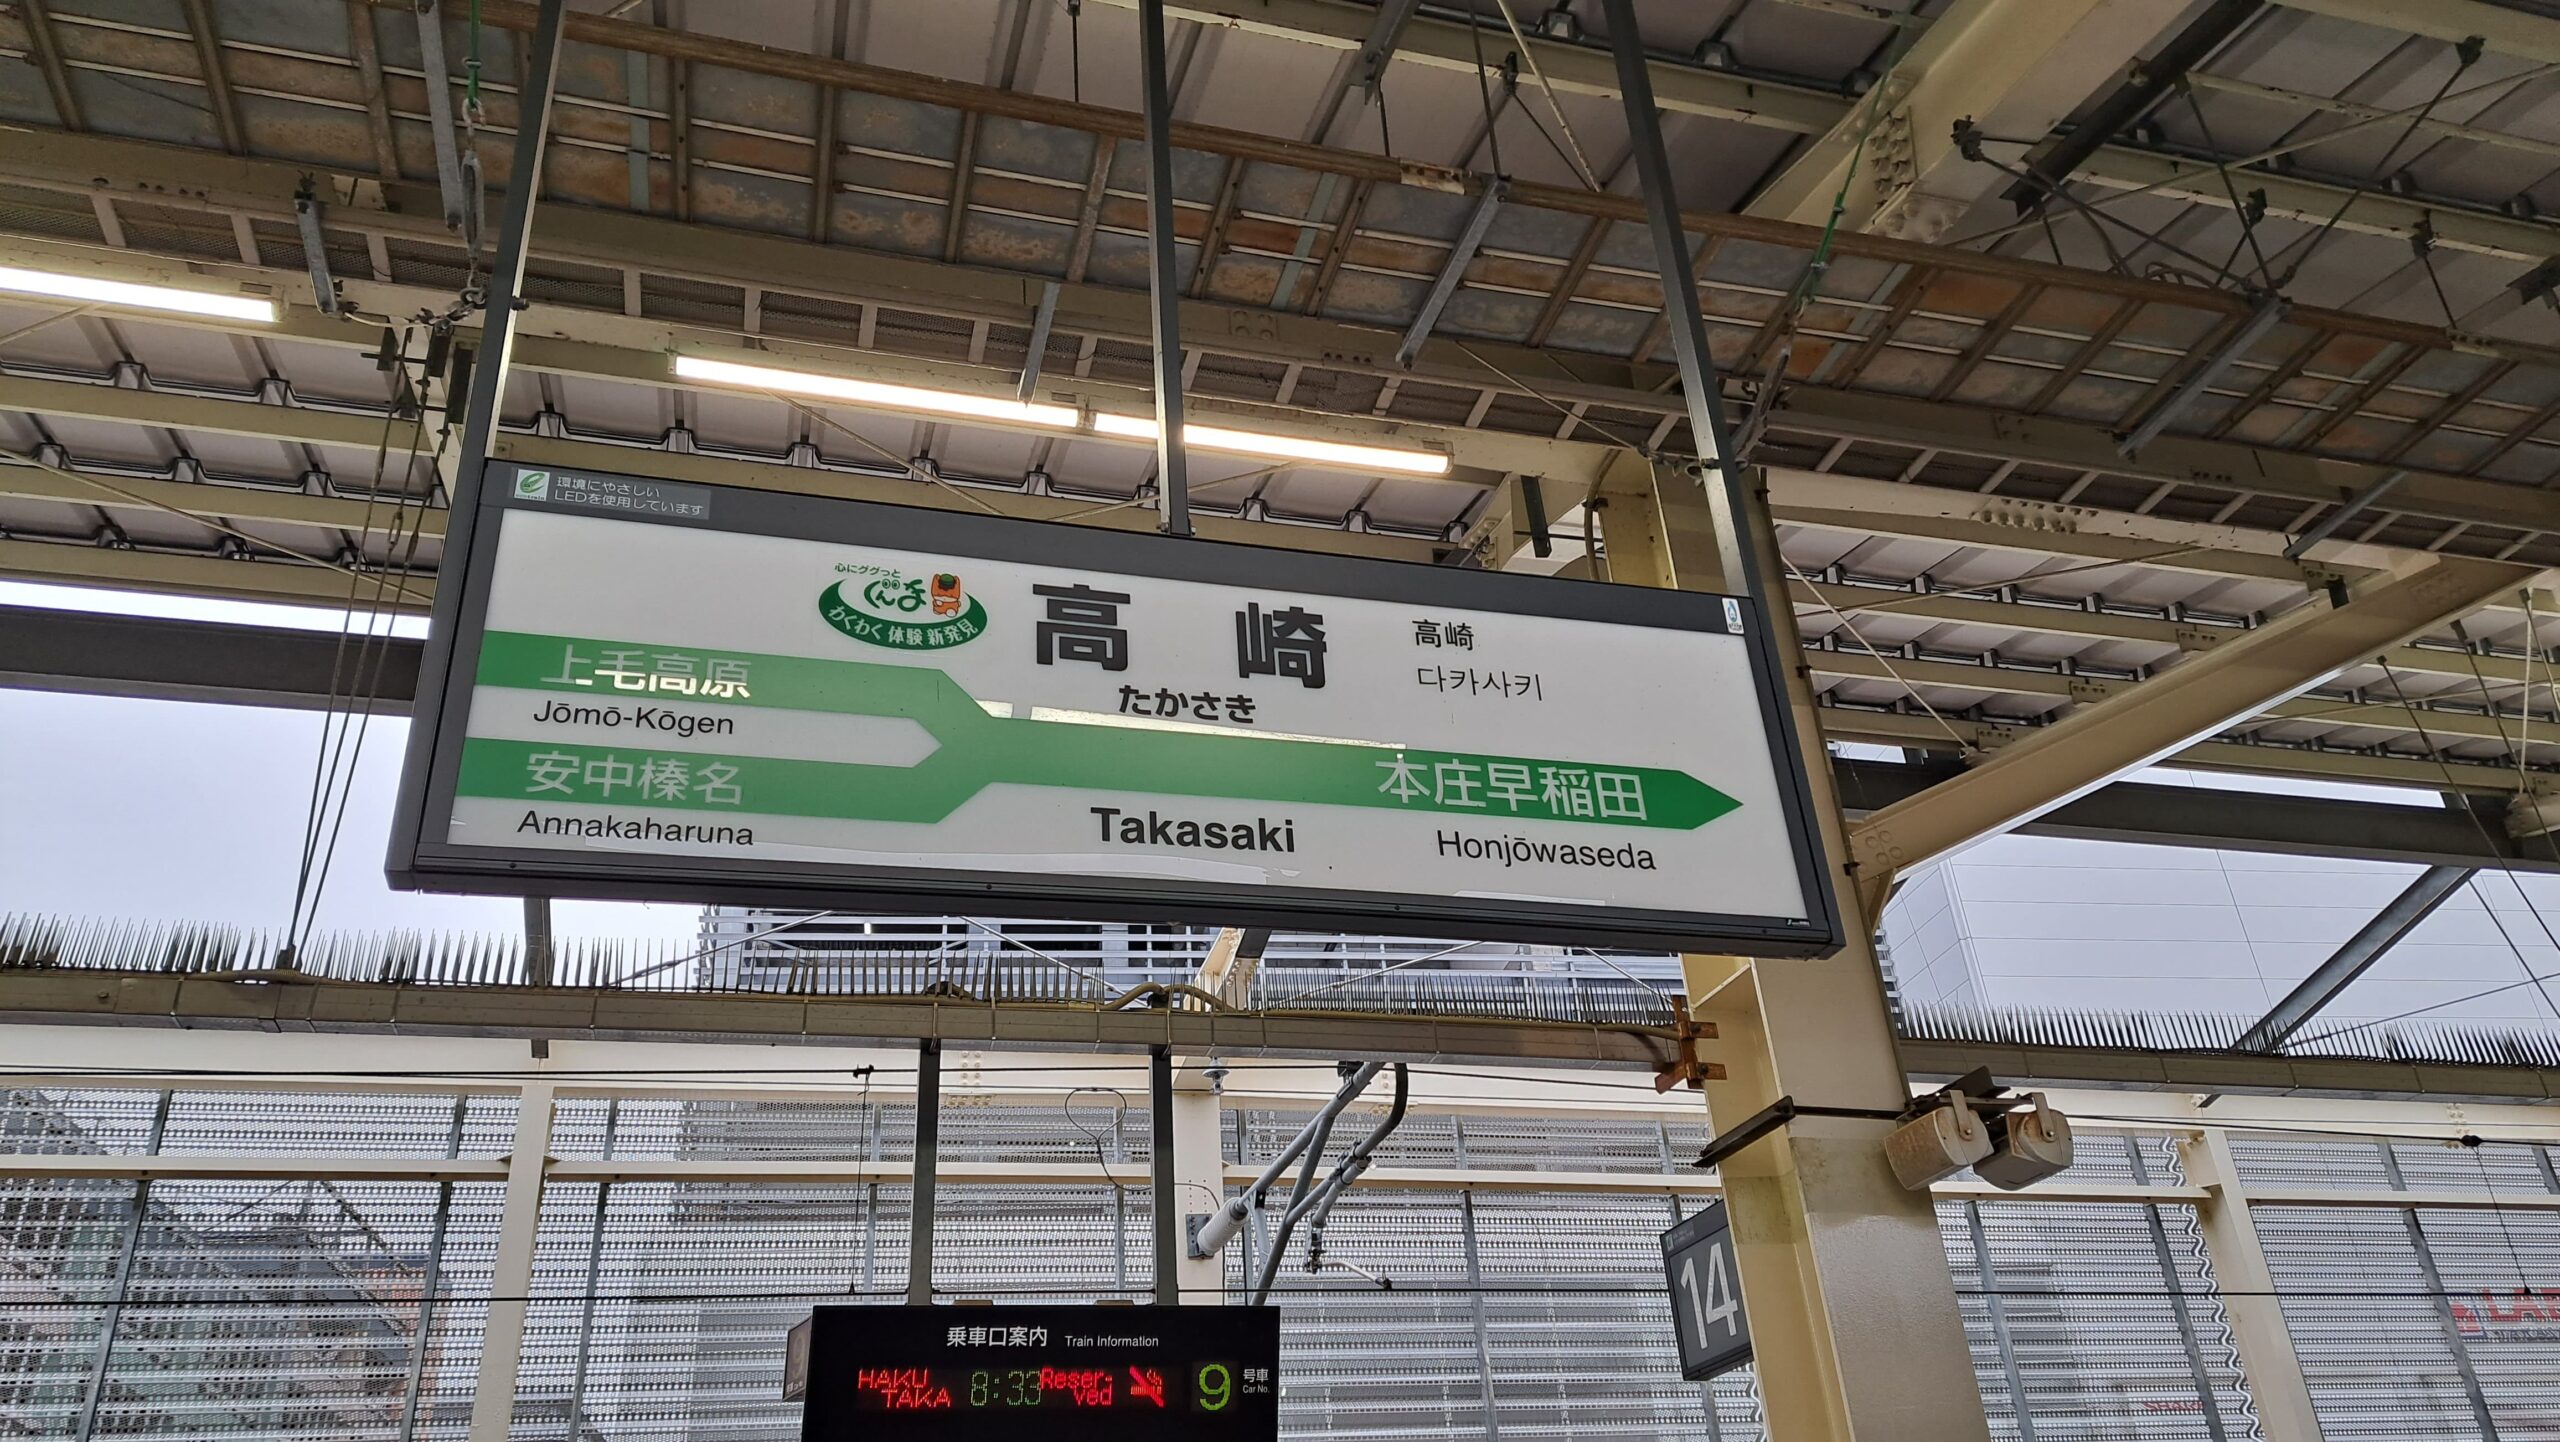 環境にやさしい
LEDを使用しています
心にググっと
ぐんま
わくわく 体験 新発見
高崎
たかさき
高崎
다카사키
上毛高原
Jōmō-Kōgen
安中榛名
Annakaharuna
Takasaki
本庄早稲田
Honjōwaseda
14
乗車口案内 Train Information
HAKU
TAKA
8:33
Reser-
ved
9
号車
Car No.